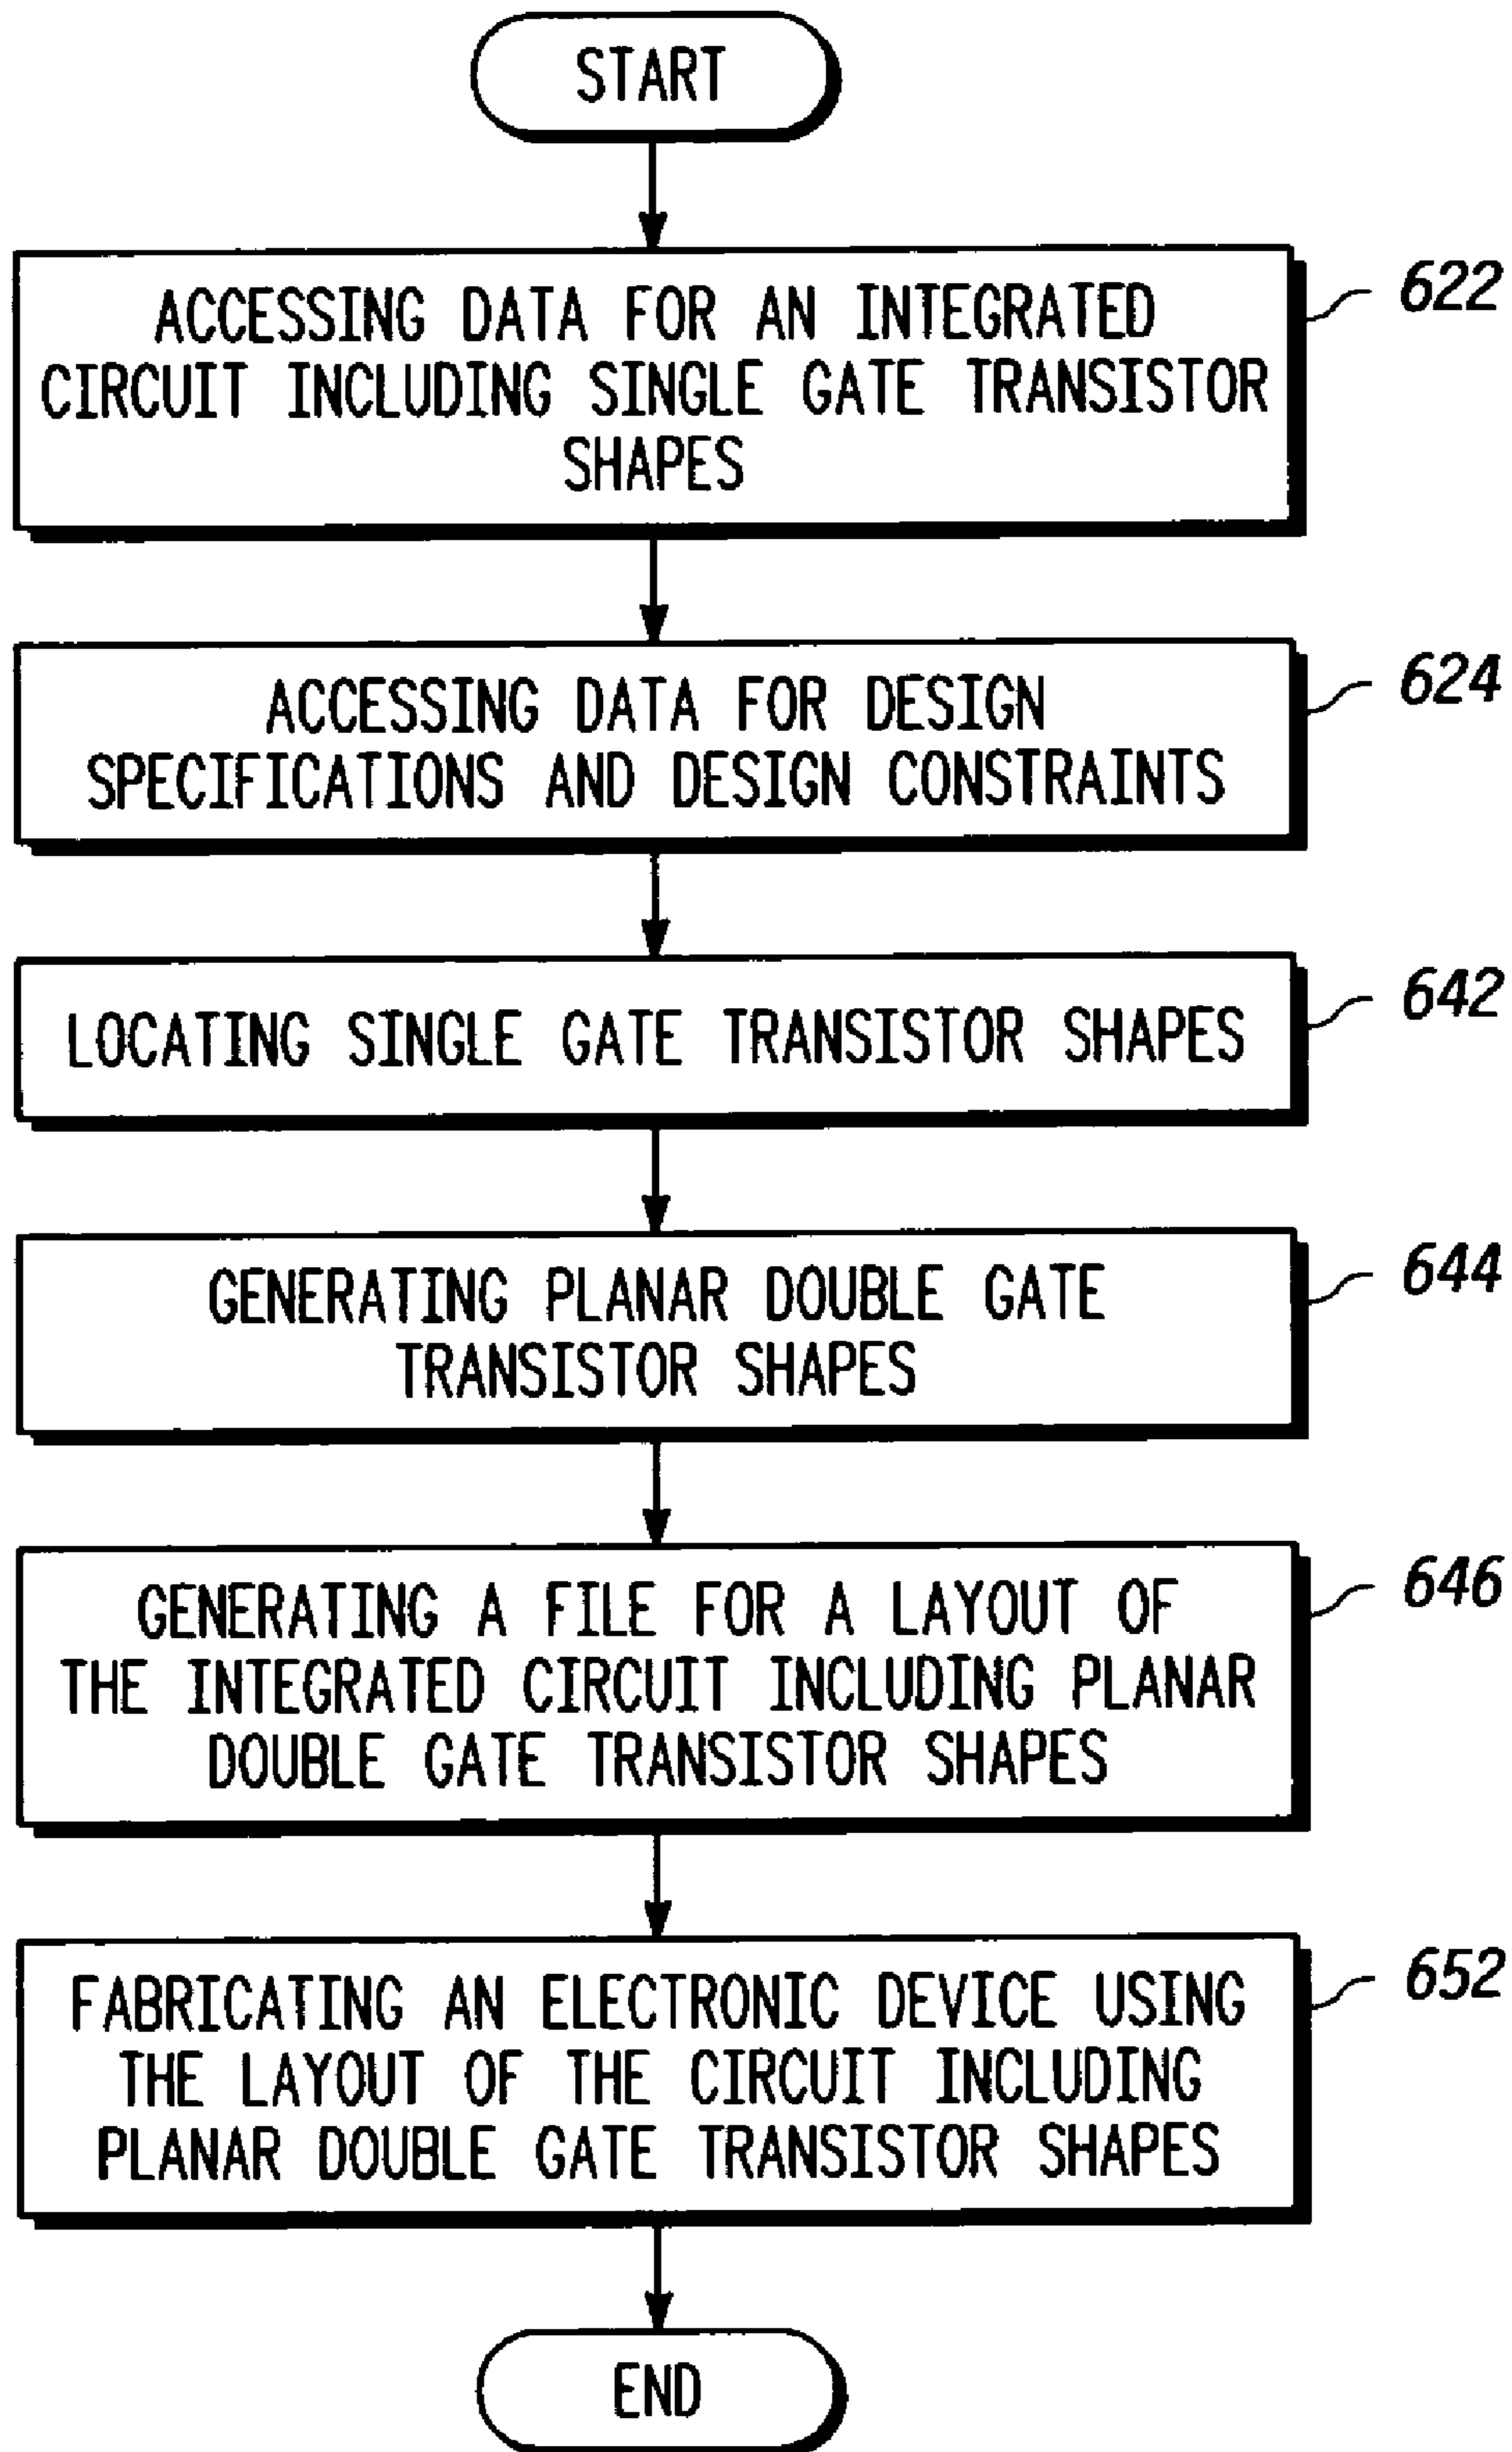 START
ACCESSING DATA FOR AN INTEGRATED
CIRCUIT INCLUDING SINGLE GATE TRANSISTOR
SHAPES
622
ACCESSING DATA FOR DESIGN
SPECIFICATIONS AND DESIGN CONSTRAINTS
624
LOCATING SINGLE GATE TRANSISTOR SHAPES
642
GENERATING PLANAR DOUBLE GATE
TRANSISTOR SHAPES
644
GENERATING A FILE FOR A LAYOUT OF
THE INTEGRATED CIRCUIT INCLUDING PLANAR
DOUBLE GATE TRANSISTOR SHAPES
646
FABRICATING AN ELECTRONIC DEVICE USING
THE LAYOUT OF THE CIRCUIT INCLUDING
PLANAR DOUBLE GATE TRANSISTOR SHAPES
652
END